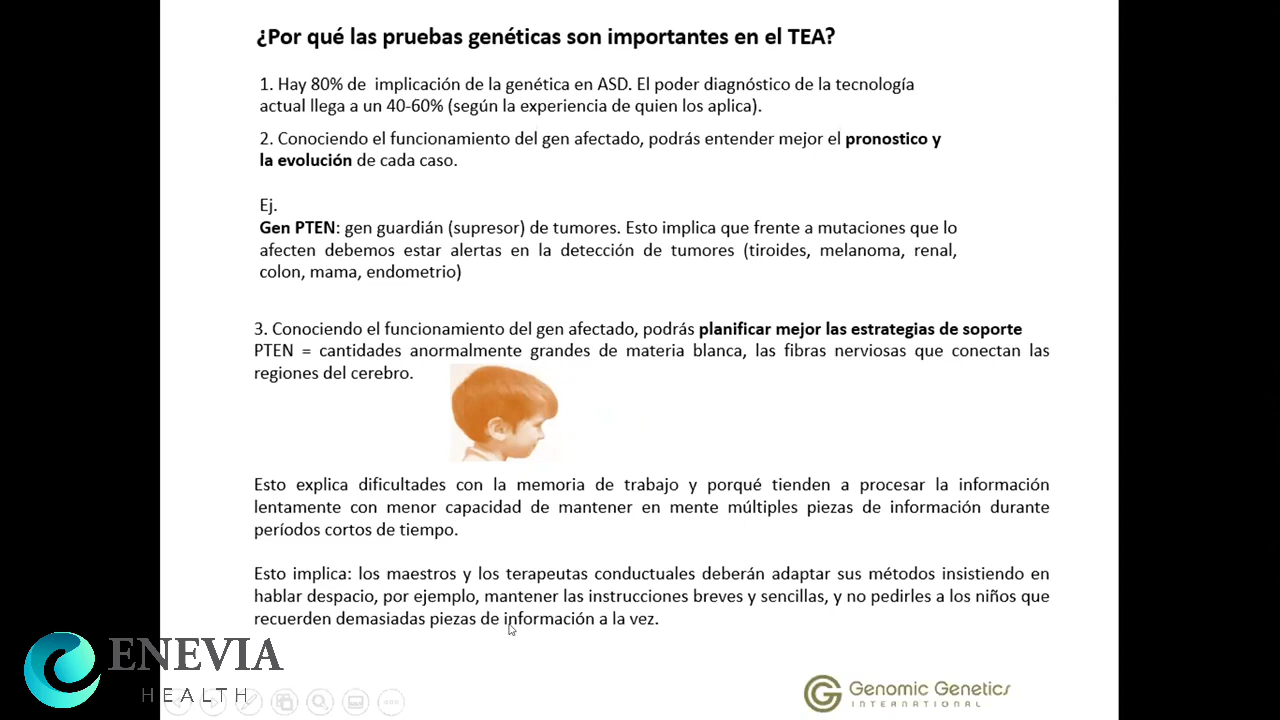 ¿Por qué las pruebas genéticas son importantes en el TEA?
1. Hay 80% de implicación de la genética en ASD. El poder diagnóstico de la tecnología
actual llega a un 40-60% (según la experiencia de quien los aplica).
2. Conociendo el funcionamiento del gen afectado, podrás entender mejor el pronostico y
la evolución de cada caso.
Ej.
Gen PTEN: gen guardián (supresor) de tumores. Esto implica que frente a mutaciones que lo
afecten debemos estar alertas en la detección de tumores (tiroides, melanoma, renal,
colon, mama, endometrio)
3. Conociendo el funcionamiento del gen afectado, podrás planificar mejor las estrategias de soporte
PTEN = cantidades anormalmente grandes de materia blanca, las fibras nerviosas que conectan las
regiones del cerebro.
Esto explica dificultades con la memoria de trabajo y porqué tienden a procesar la información
lentamente con menor capacidad de mantener en mente múltiples piezas de información durante
períodos cortos de tiempo.
Esto implica: los maestros y los terapeutas conductuales deberán adaptar sus métodos insistiendo en
hablar despacio, por ejemplo, mantener las instrucciones breves y sencillas, y no pedirles a los niños que
recuerden demasiadas piezas de información a la vez.
ENEVIA
HEALTH
Genomic Genetics
INTERNATIONAL